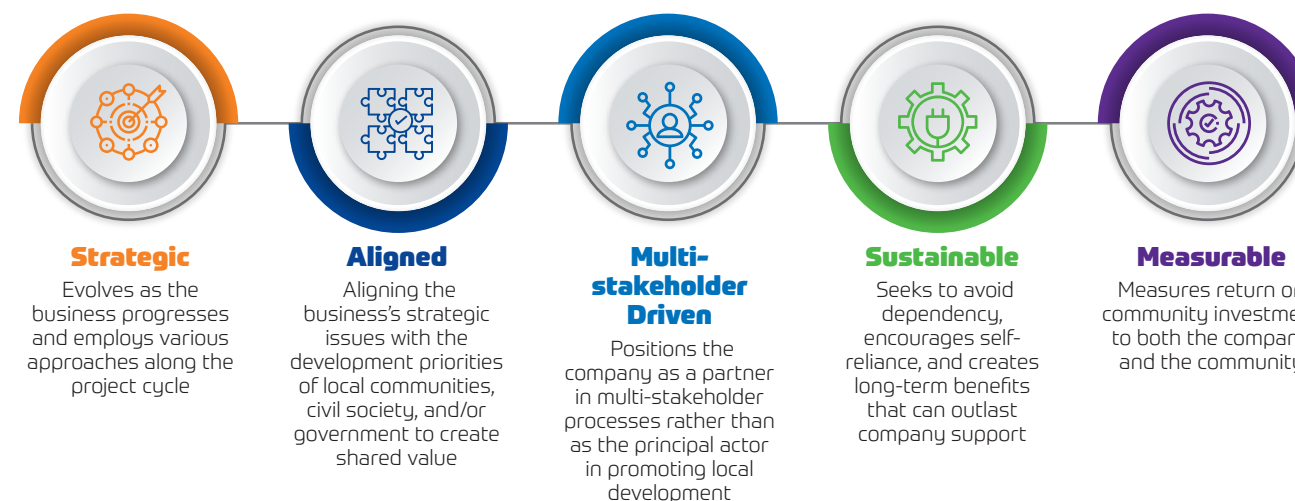 Strategic
Evolves as the
business progresses
and employs various
approaches along the
project cycle
Aligned
Aligning the
business's strategic
issues with the
development priorities
of local communities,
civil society, and/or
government to create
shared value
Multi-
stakeholder
Driven
Positions the
company as a partner
in multi-stakeholder
processes rather than
as the principal actor
in promoting local
development
Sustainable
Seeks to avoid
dependency,
encourages self-
reliance, and creates
long-term benefits
that can outlast
company support
Measurable
Measures return
community
to both the
and the community